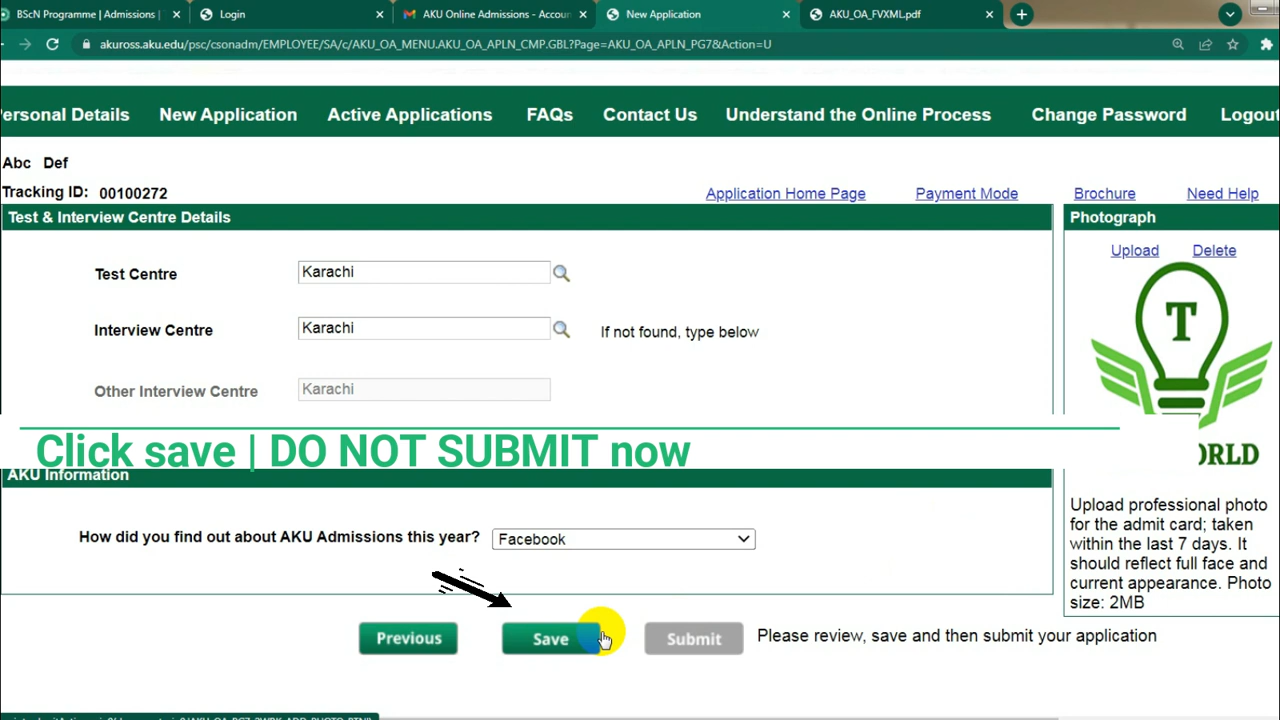 BScN Programme | Admissions |
Login
AKU Online Admissions - Accoun
New Application
AKU_OA_FVXML.pdf
akuross.aku.edu/psc/csonadm/EMPLOYEE/SA/c/AKU_OA_MENU.AKU_OA_APLN_CMP.GBL?Page=AKU_OA_APLN_PG7&Action=U
ersonal Details New Application Active Applications FAQs Contact Us Understand the Online Process Change Password Logout
Abc Def
Tracking ID: 00100272
Application Home Page Payment Mode Brochure Need Help
Test & Interview Centre Details
Photograph
Upload Delete
Test Centre Karachi
Interview Centre Karachi If not found, type below
Other Interview Centre Karachi
T
ORLD
Click save | DO NOT SUBMIT now
AKU Information
How did you find out about AKU Admissions this year? Facebook
Upload professional photo
for the admit card; taken
within the last 7 days. It
should reflect full face and
current appearance. Photo
size: 2MB
Previous Save Submit Please review, save and then submit your application